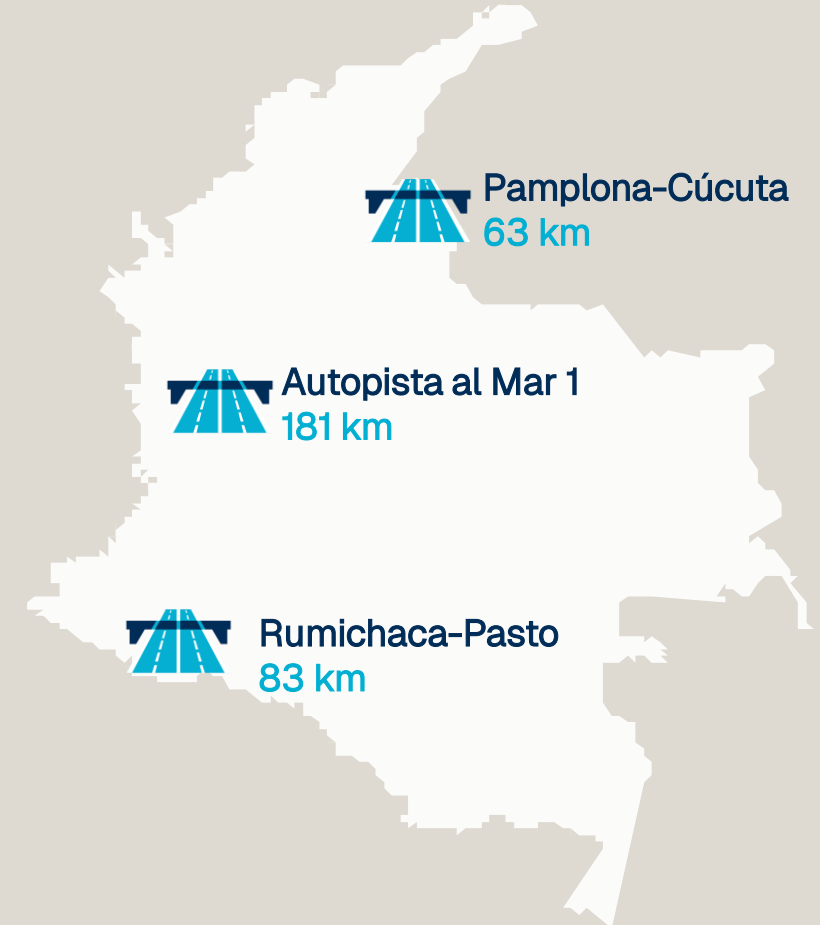 Pamplona-Cúcuta
63 km
Autopista al Mar 1
181 km
Rumichaca-Pasto
83 km